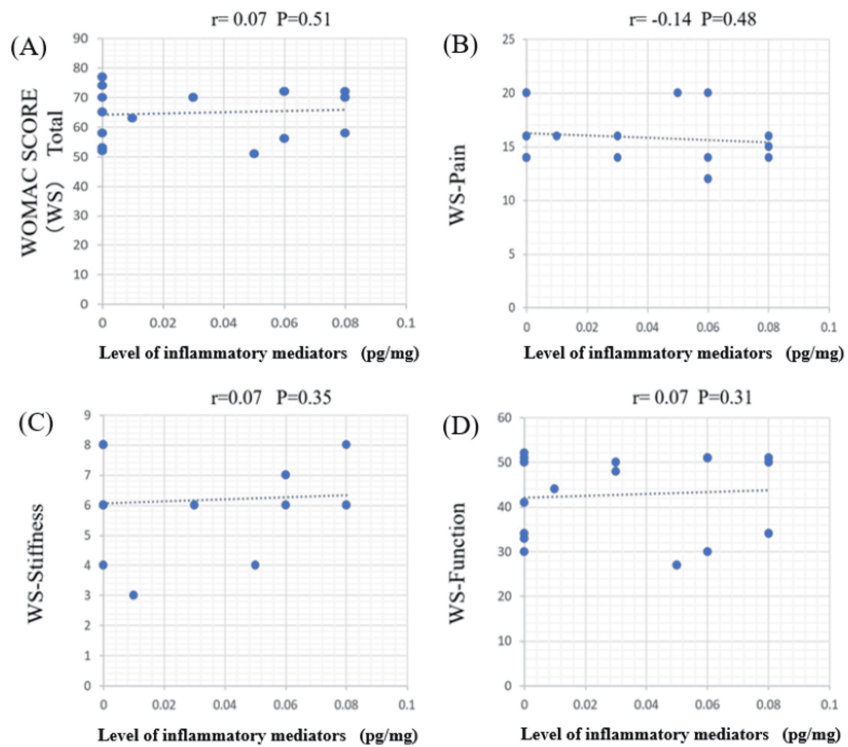 r= 0.07 P=0.51
(A)
90
80
70
60
50
40
30
20
10
0
WOMAC SCORE
(WS) Total
0 0.02 0.04 0.06 0.08 0.1
Level of inflammatory mediators (pg/mg)
r= -0.14 P=0.48
(B)
25
20
15
10
5
0
WS-Pain
0 0.02 0.04 0.06 0.08 0.1
Level of inflammatory mediators (pg/mg)
r=0.07 P=0.35
(C)
9
8
7
6
5
4
3
2
1
0
WS-Stiffness
0 0.02 0.04 0.06 0.08 0.1
Level of inflammatory mediators (pg/mg)
r= 0.07 P=0.31
(D)
60
50
40
30
20
10
0
WS-Function
0 0.02 0.04 0.06 0.08 0.1
Level of inflammatory mediators (pg/mg)